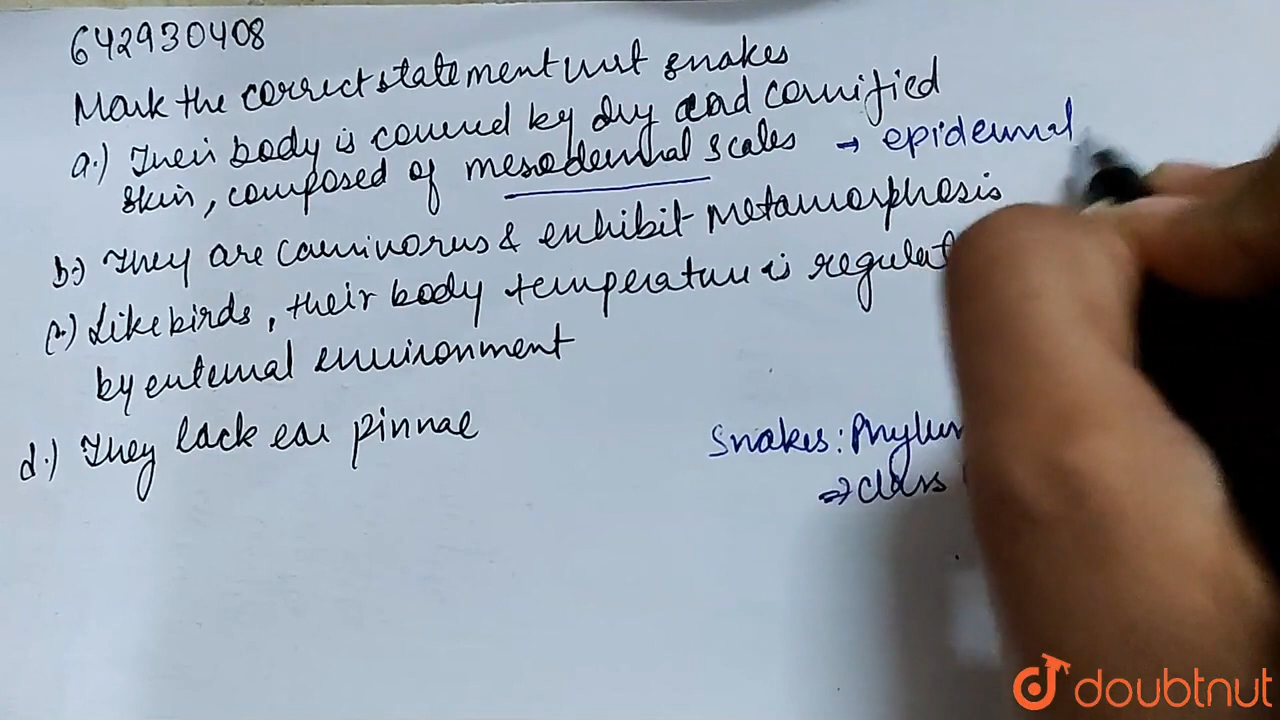 642930408
Mark the correct statement wrt snakes
a.) Their body is covered by dry and cornified
skin, composed of mesodermal scales → epidermal
b.) They are carnivorus & exhibit metamorphosis
(c.) Like birds, their body temperature is regulat
by external environment
d.) They lack ear pinnae
Snakes: Phylum
⇒ class
doubtnut